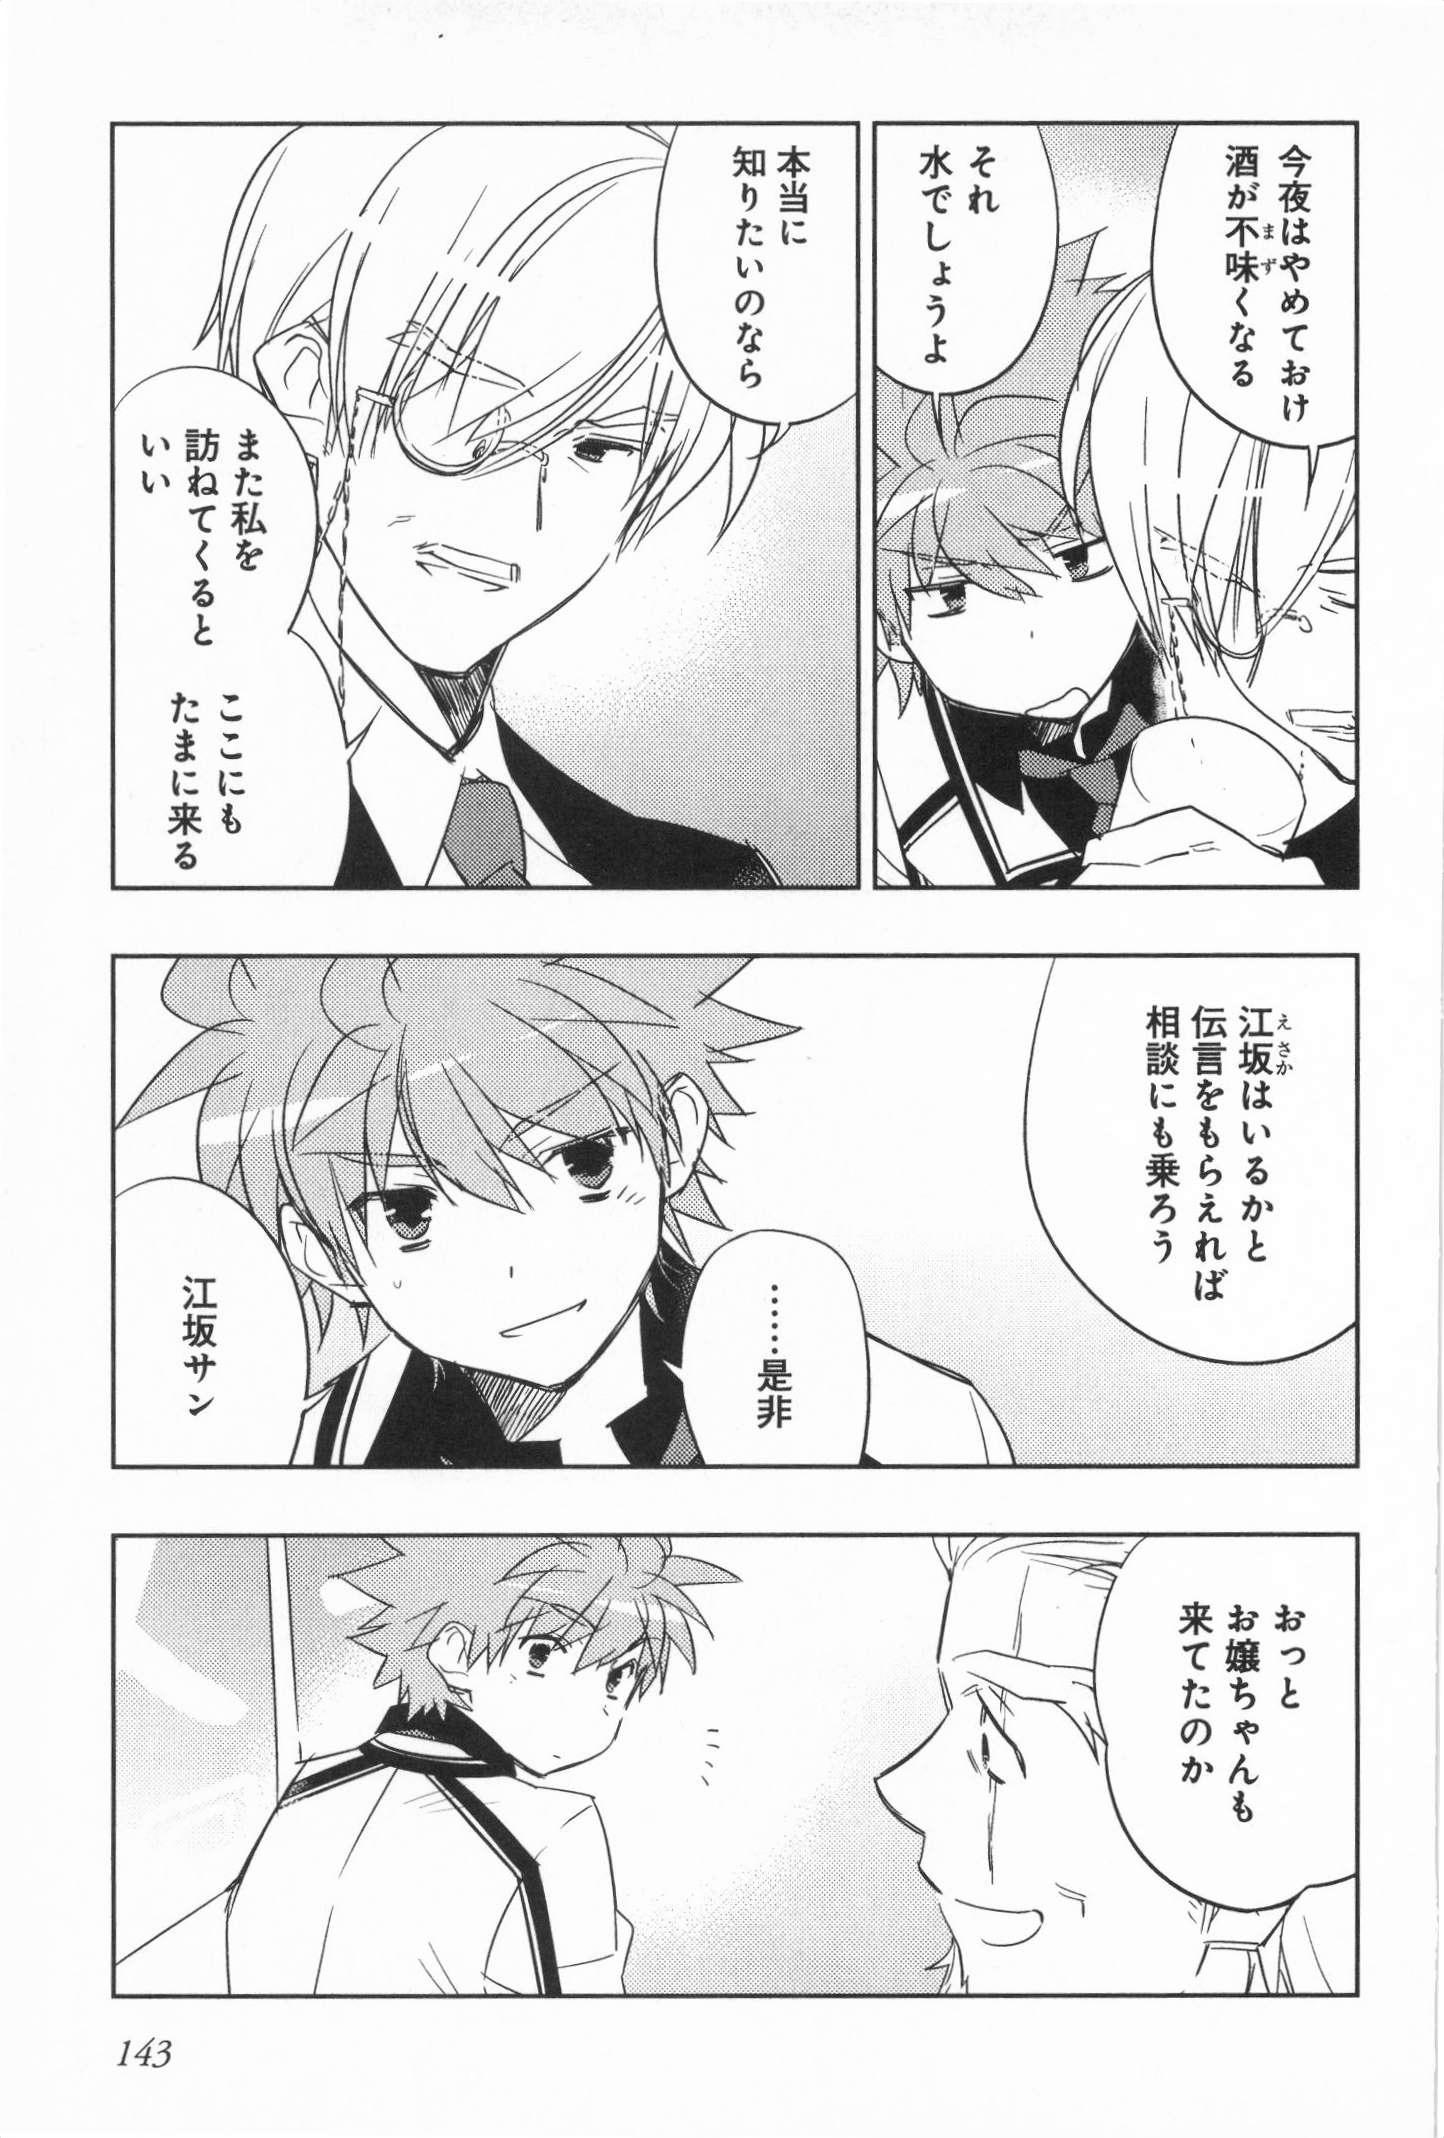 今夜はやめておけ
酒が不味くなる
まず
それ
水でしょうよ
本当に
知りたいのなら
また私を
訪ねてくると
いい
ここにも
たまに来る
江坂はいるかと
えさか
伝言をもらえれば
相談にも乗ろう
……是非
江坂サン
おっと
お嬢ちゃんも
来てたのか
143